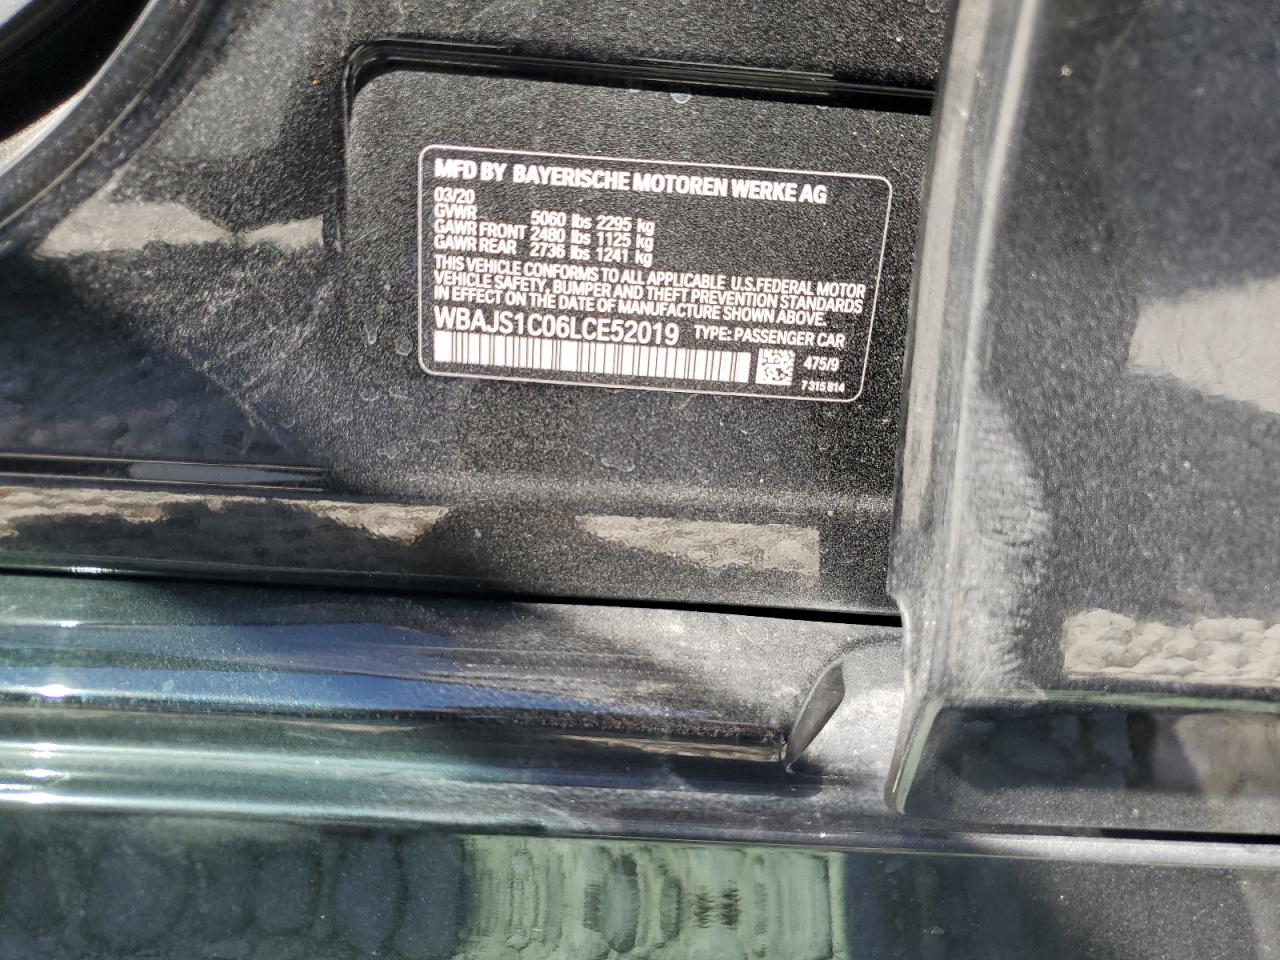 MFD BY BAYERISCHE MOTOREN WERKE AG
03/20
GVWR 5060 lbs 2295 kg
GAWR FRONT 2480 lbs 1125 kg
GAWR REAR 2736 lbs 1241 kg
THIS VEHICLE CONFORMS TO ALL APPLICABLE U.S.FEDERAL MOTOR
VEHICLE SAFETY, BUMPER AND THEFT PREVENTION STANDARDS
IN EFFECT ON THE DATE OF MANUFACTURE SHOWN ABOVE.
WBAJS1C06LCE52019 TYPE: PASSENGER CAR
475/9
7 315 814